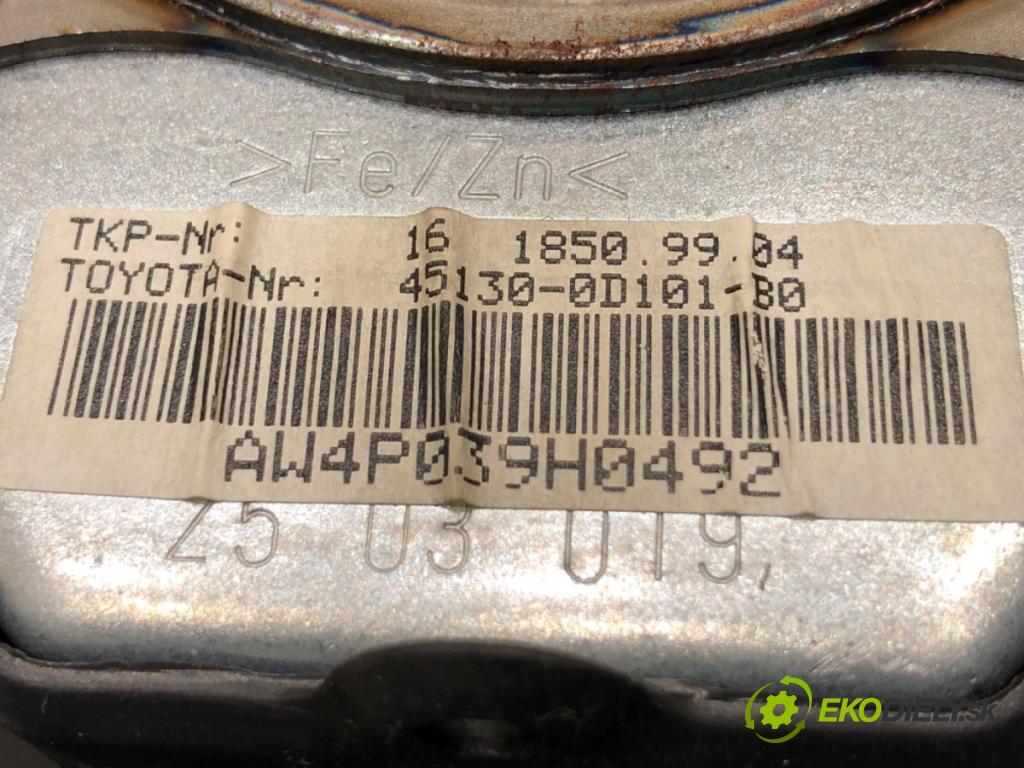 >Fe/Zn<
TKP-Nr: 16 1850.99.04
TOYOTA-Nr: 45130-0D101-B0
AW4P039H0492
Z5 03 019,
EKODIELY.SK